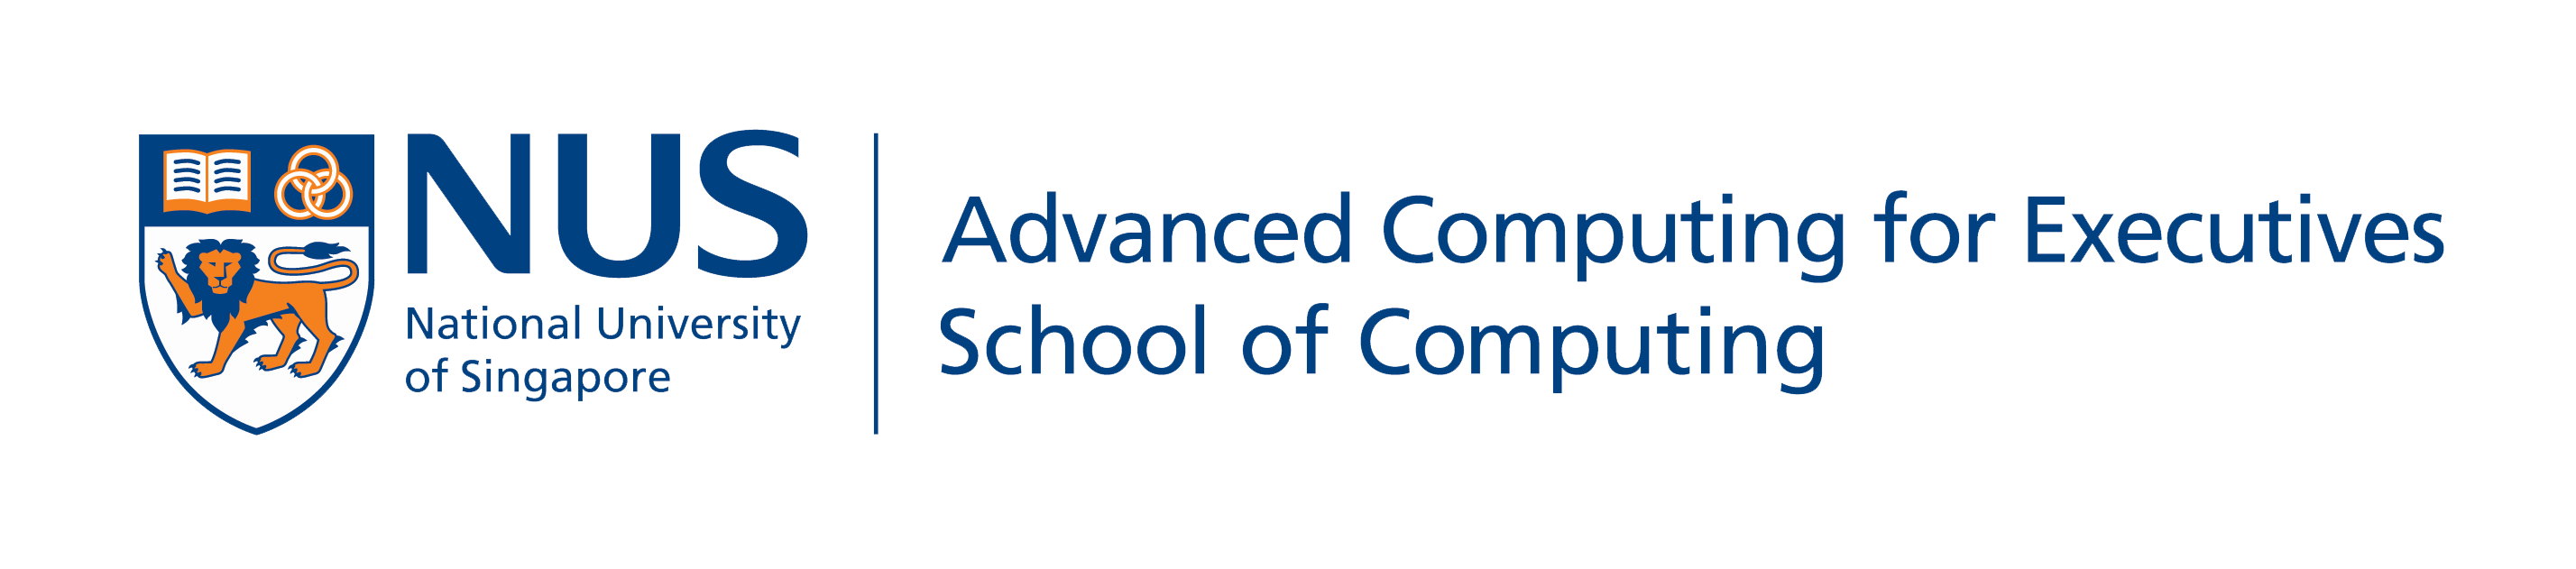 NUS
National University
of Singapore
Advanced Computing for Executives
School of Computing